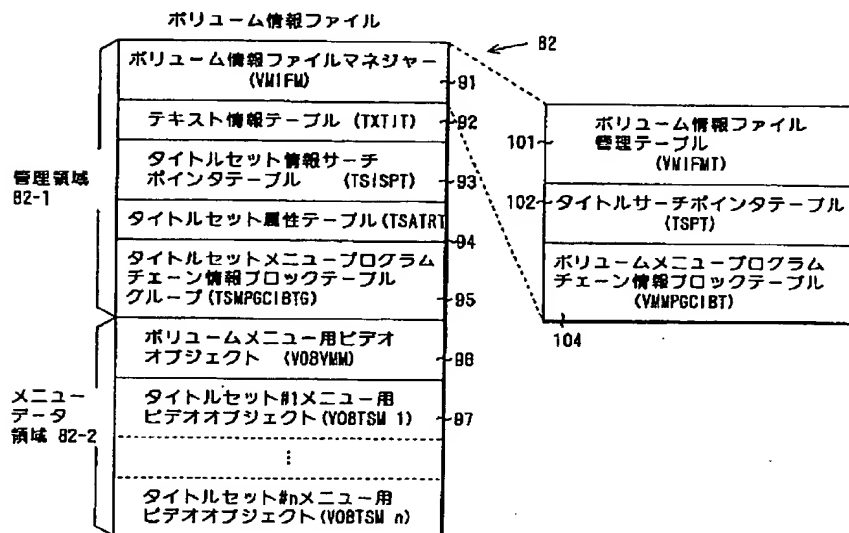 ボリューム情報ファイル
82
ボリューム情報ファイルマネジャー
(VMIFM)
91
テキスト情報テーブル (TXTIT)
92
タイトルセット情報サーチ
ポインタテーブル (TSISPT)
93
タイトルセット属性テーブル(TSATRT
94
タイトルセットメニュープログラム
チェーン情報ブロックテーブル
グループ(TSMPGCIBTG)
95
管理領域
82-1
ボリュームメニュー用ビデオ
オブジェクト (VOBVMM)
86
タイトルセット#1メニュー用
ビデオオブジェクト(VOBTSM 1)
87
⋮
タイトルセット#nメニュー用
ビデオオブジェクト(VOBTSM n)
メニュー
データ
領域 82-2
101
ボリューム情報ファイル
管理テーブル
(VMIFMT)
102
タイトルサーチポインタテーブル
(TSPT)
ボリュームメニュープログラム
チェーン情報ブロックテーブル
(VMMPGCIBT)
104